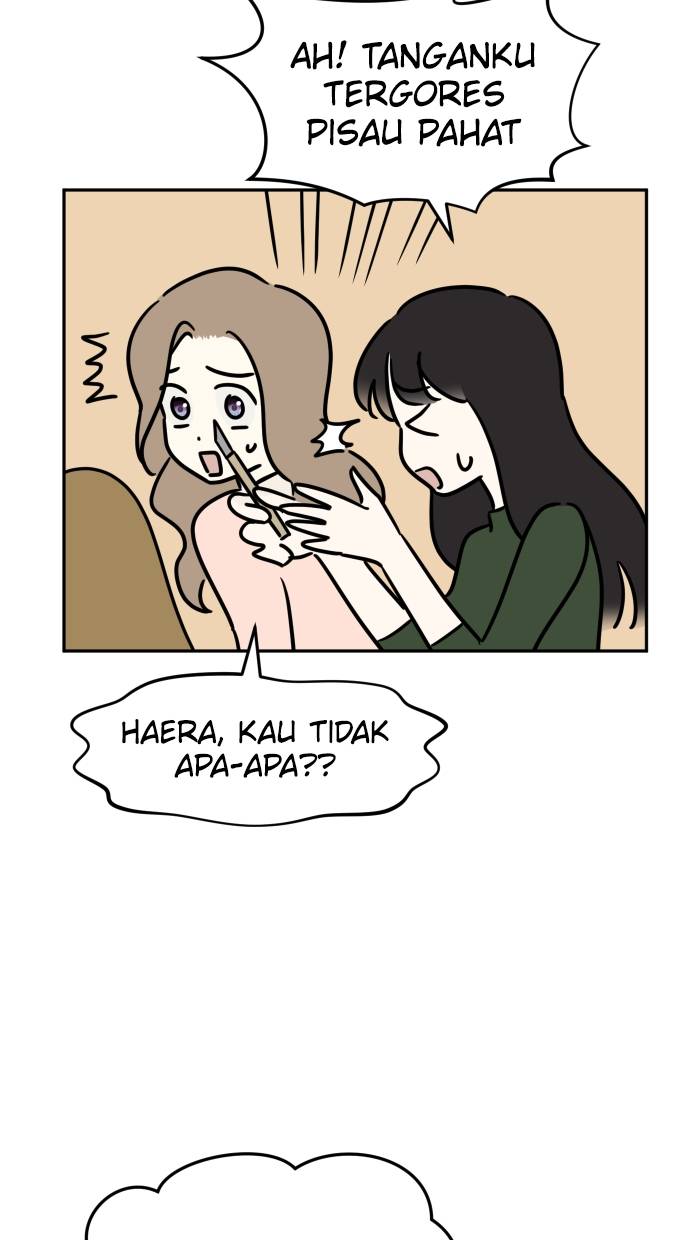 AH! TANGANKU
TERGORES
PISAU PAHAT
HAERA, KAU TIDAK
APA-APA??